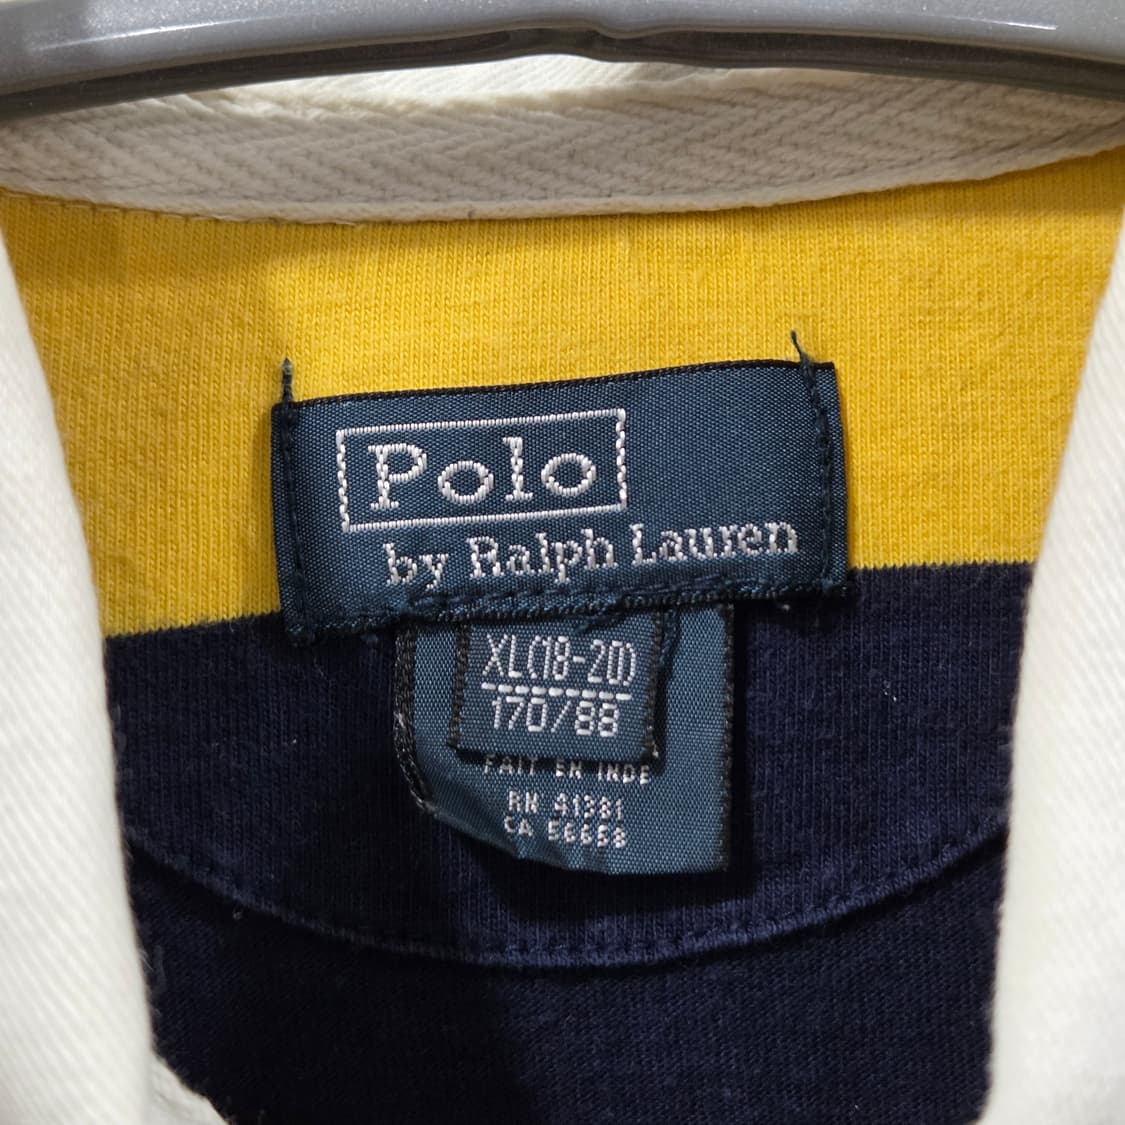 Polo
by Ralph Lauren
XL(18-20)
170/88
FAIT EN INDE
RN 41381
CA 56658